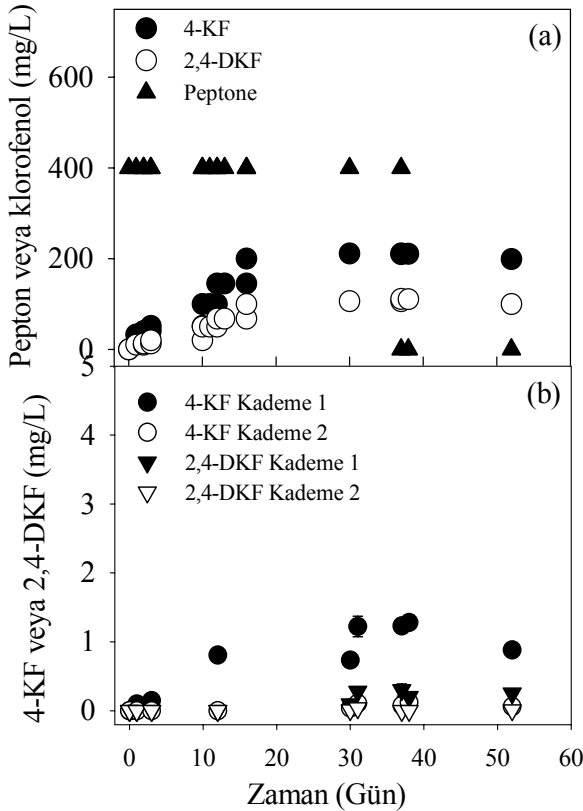 (a)
4-KF
2,4-DKF
Peptone
Pepton veya klorofenol (mg/L)
600
400
200
0
(b)
4-KF Kademe 1
4-KF Kademe 2
2,4-DKF Kademe 1
2,4-DKF Kademe 2
4-KF veya 2,4-DKF (mg/L)
5
4
3
2
1
0
0 10 20 30 40 50 60
Zaman (Gün)